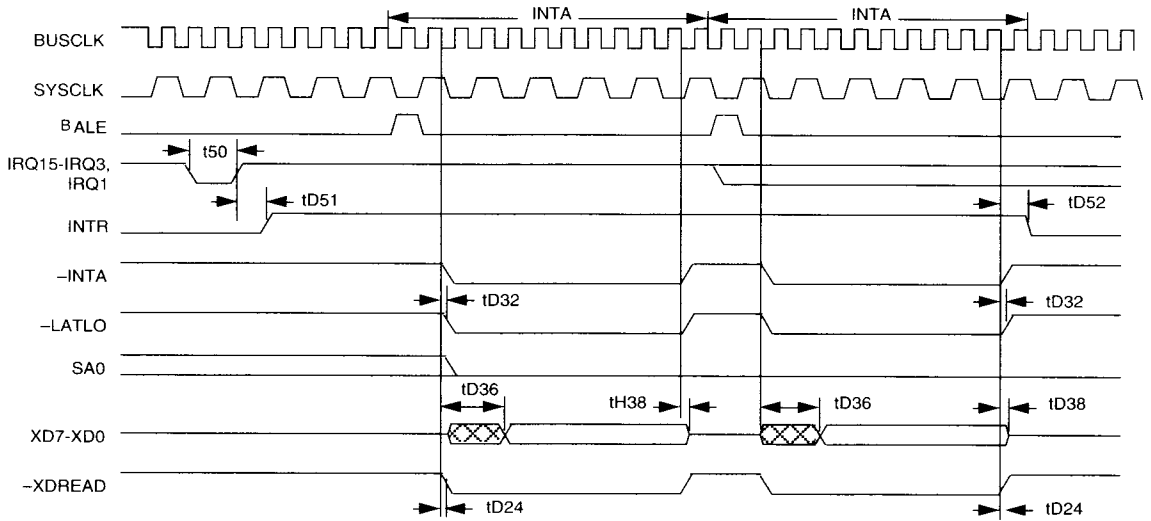 INTA INTA
BUSCLK
SYSCLK
BALE
t50
IRQ15-IRQ3,
IRQ1
tD51 tD52
INTR
–INTA
tD32 tD32
–LATLO
SA0
tD36 tH38 tD36 tD38
XD7-XD0
–XDREAD
tD24 tD24